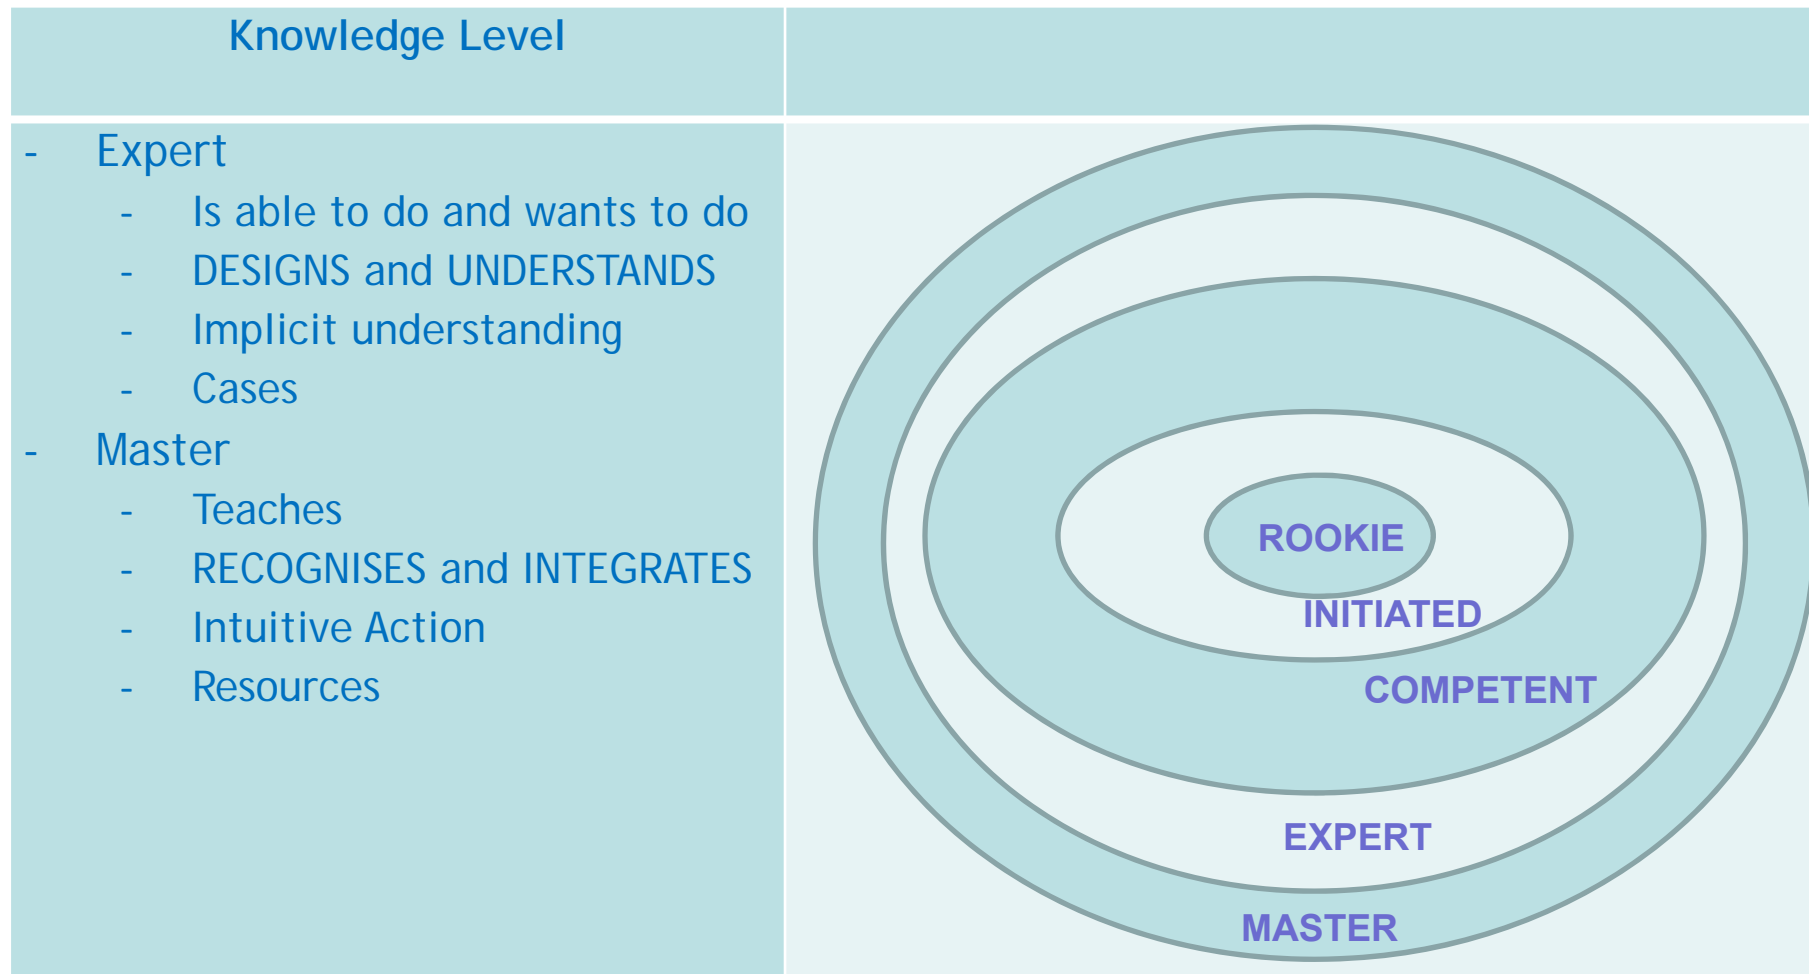 Knowledge Level
- Expert
- Is able to do and wants to do
- DESIGNS and UNDERSTANDS
- Implicit understanding
- Cases
- Master
- Teaches
- RECOGNISES and INTEGRATES
- Intuitive Action
- Resources
ROOKIE
INITIATED
COMPETENT
EXPERT
MASTER